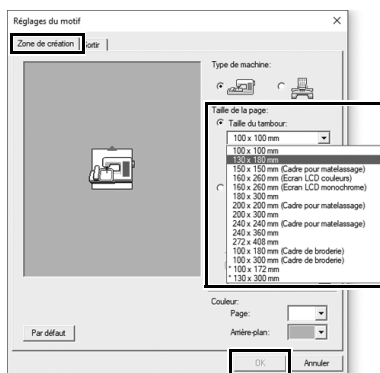 Réglages du motif
Zone de création
Sortir
Type de machine:
Taille de la page:
Taille du tambour:
100 x 100 mm
100 x 100 mm
130 x 180 mm
150 x 150 mm (Cadre pour matelassage)
160 x 260 mm (Ecran LCD couleurs)
160 x 260 mm (Ecran LCD monochrome)
180 x 300 mm
200 x 200 mm (Cadre pour matelassage)
200 x 300 mm
240 x 240 mm (Cadre pour matelassage)
240 x 360 mm
272 x 408 mm
100 x 180 mm (Cadre de broderie)
100 x 300 mm (Cadre de broderie)
* 100 x 172 mm
* 130 x 300 mm
Couleur:
Page:
Arrière-plan:
Par défaut
OK
Annuler